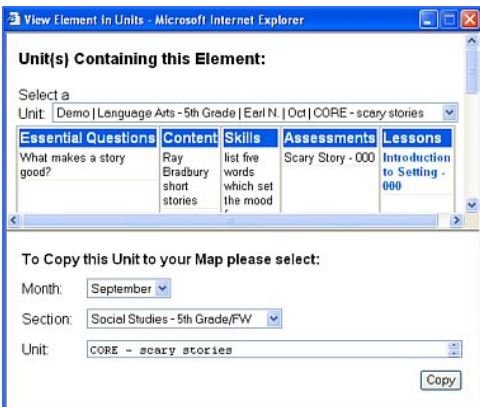 View Element in Units - Microsoft Internet Explorer
Unit(s) Containing this Element:
Select a
Unit: Demo | Language Arts - 5th Grade | Earl N. | Oct | CORE - scary stories
Essential Questions Content Skills Assessments Lessons
What makes a story good?
Ray Bradbury short stories
list five words which set the mood
Scary Story - 000
Introduction to Setting - 000
To Copy this Unit to your Map please select:
Month: September
Section: Social Studies - 5th Grade/FW
Unit: CORE - scary stories
Copy